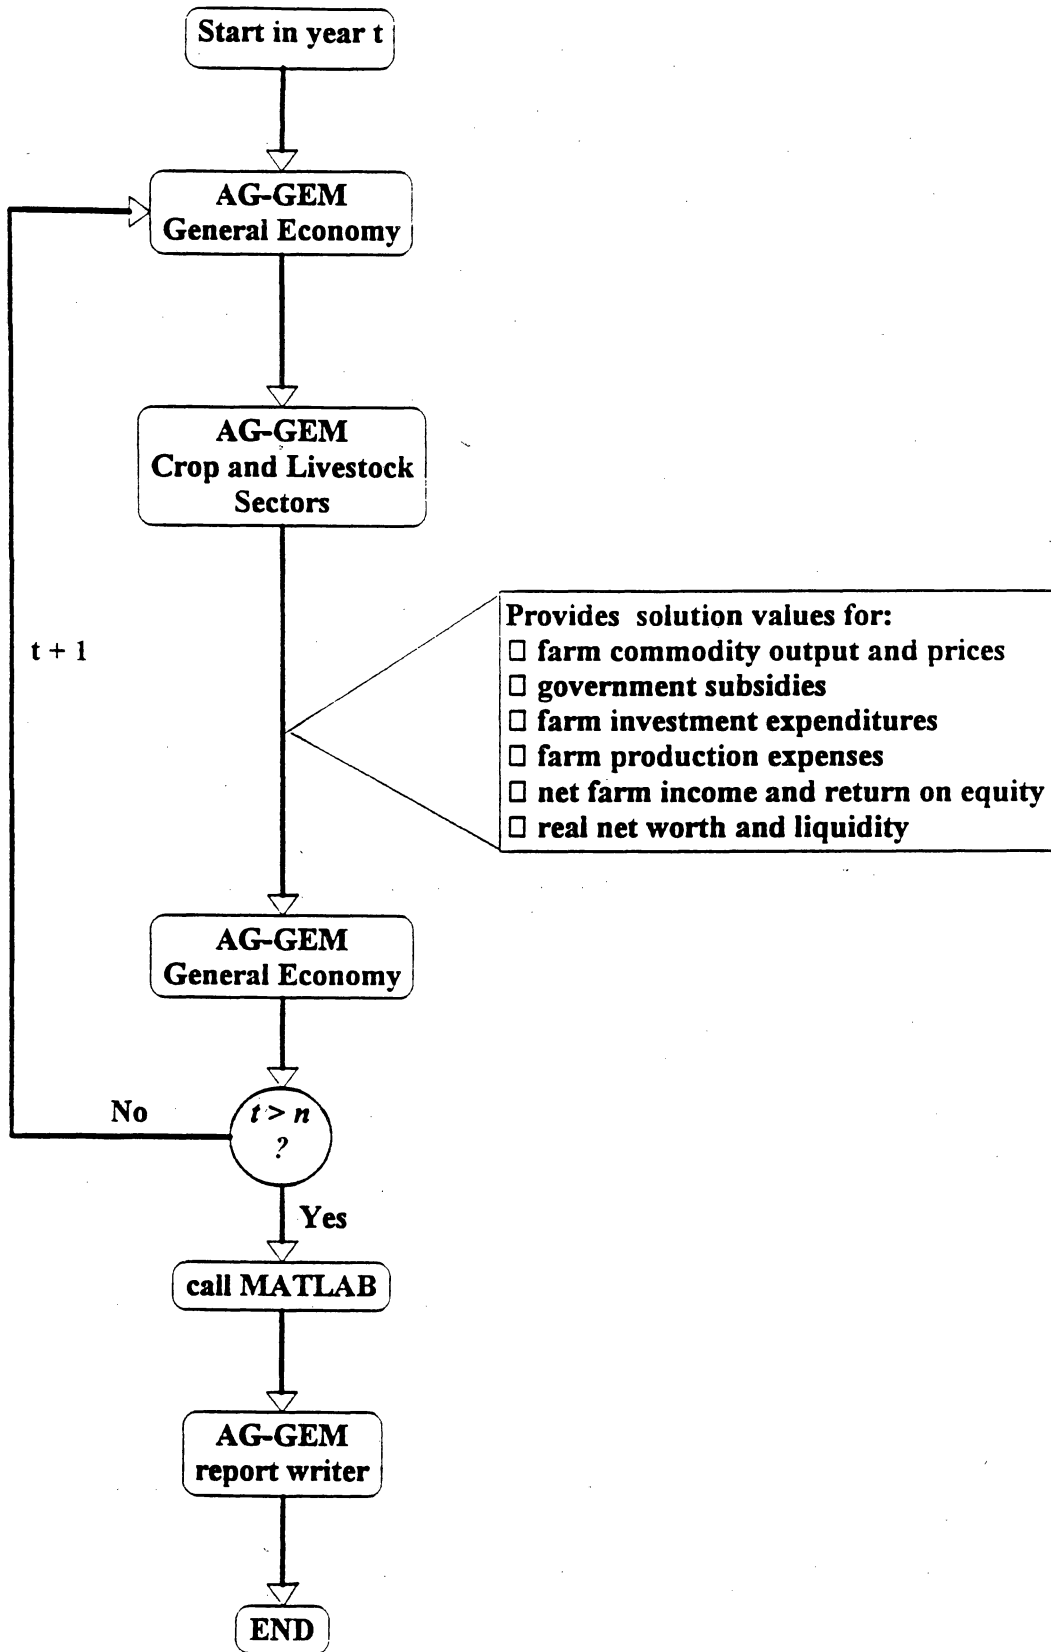 Start in year t
AG-GEM
General Economy
AG-GEM
Crop and Livestock
Sectors
t + 1
Provides solution values for:
□ farm commodity output and prices
□ government subsidies
□ farm investment expenditures
□ farm production expenses
□ net farm income and return on equity
□ real net worth and liquidity
AG-GEM
General Economy
No
t > n
?
Yes
call MATLAB
AG-GEM
report writer
END